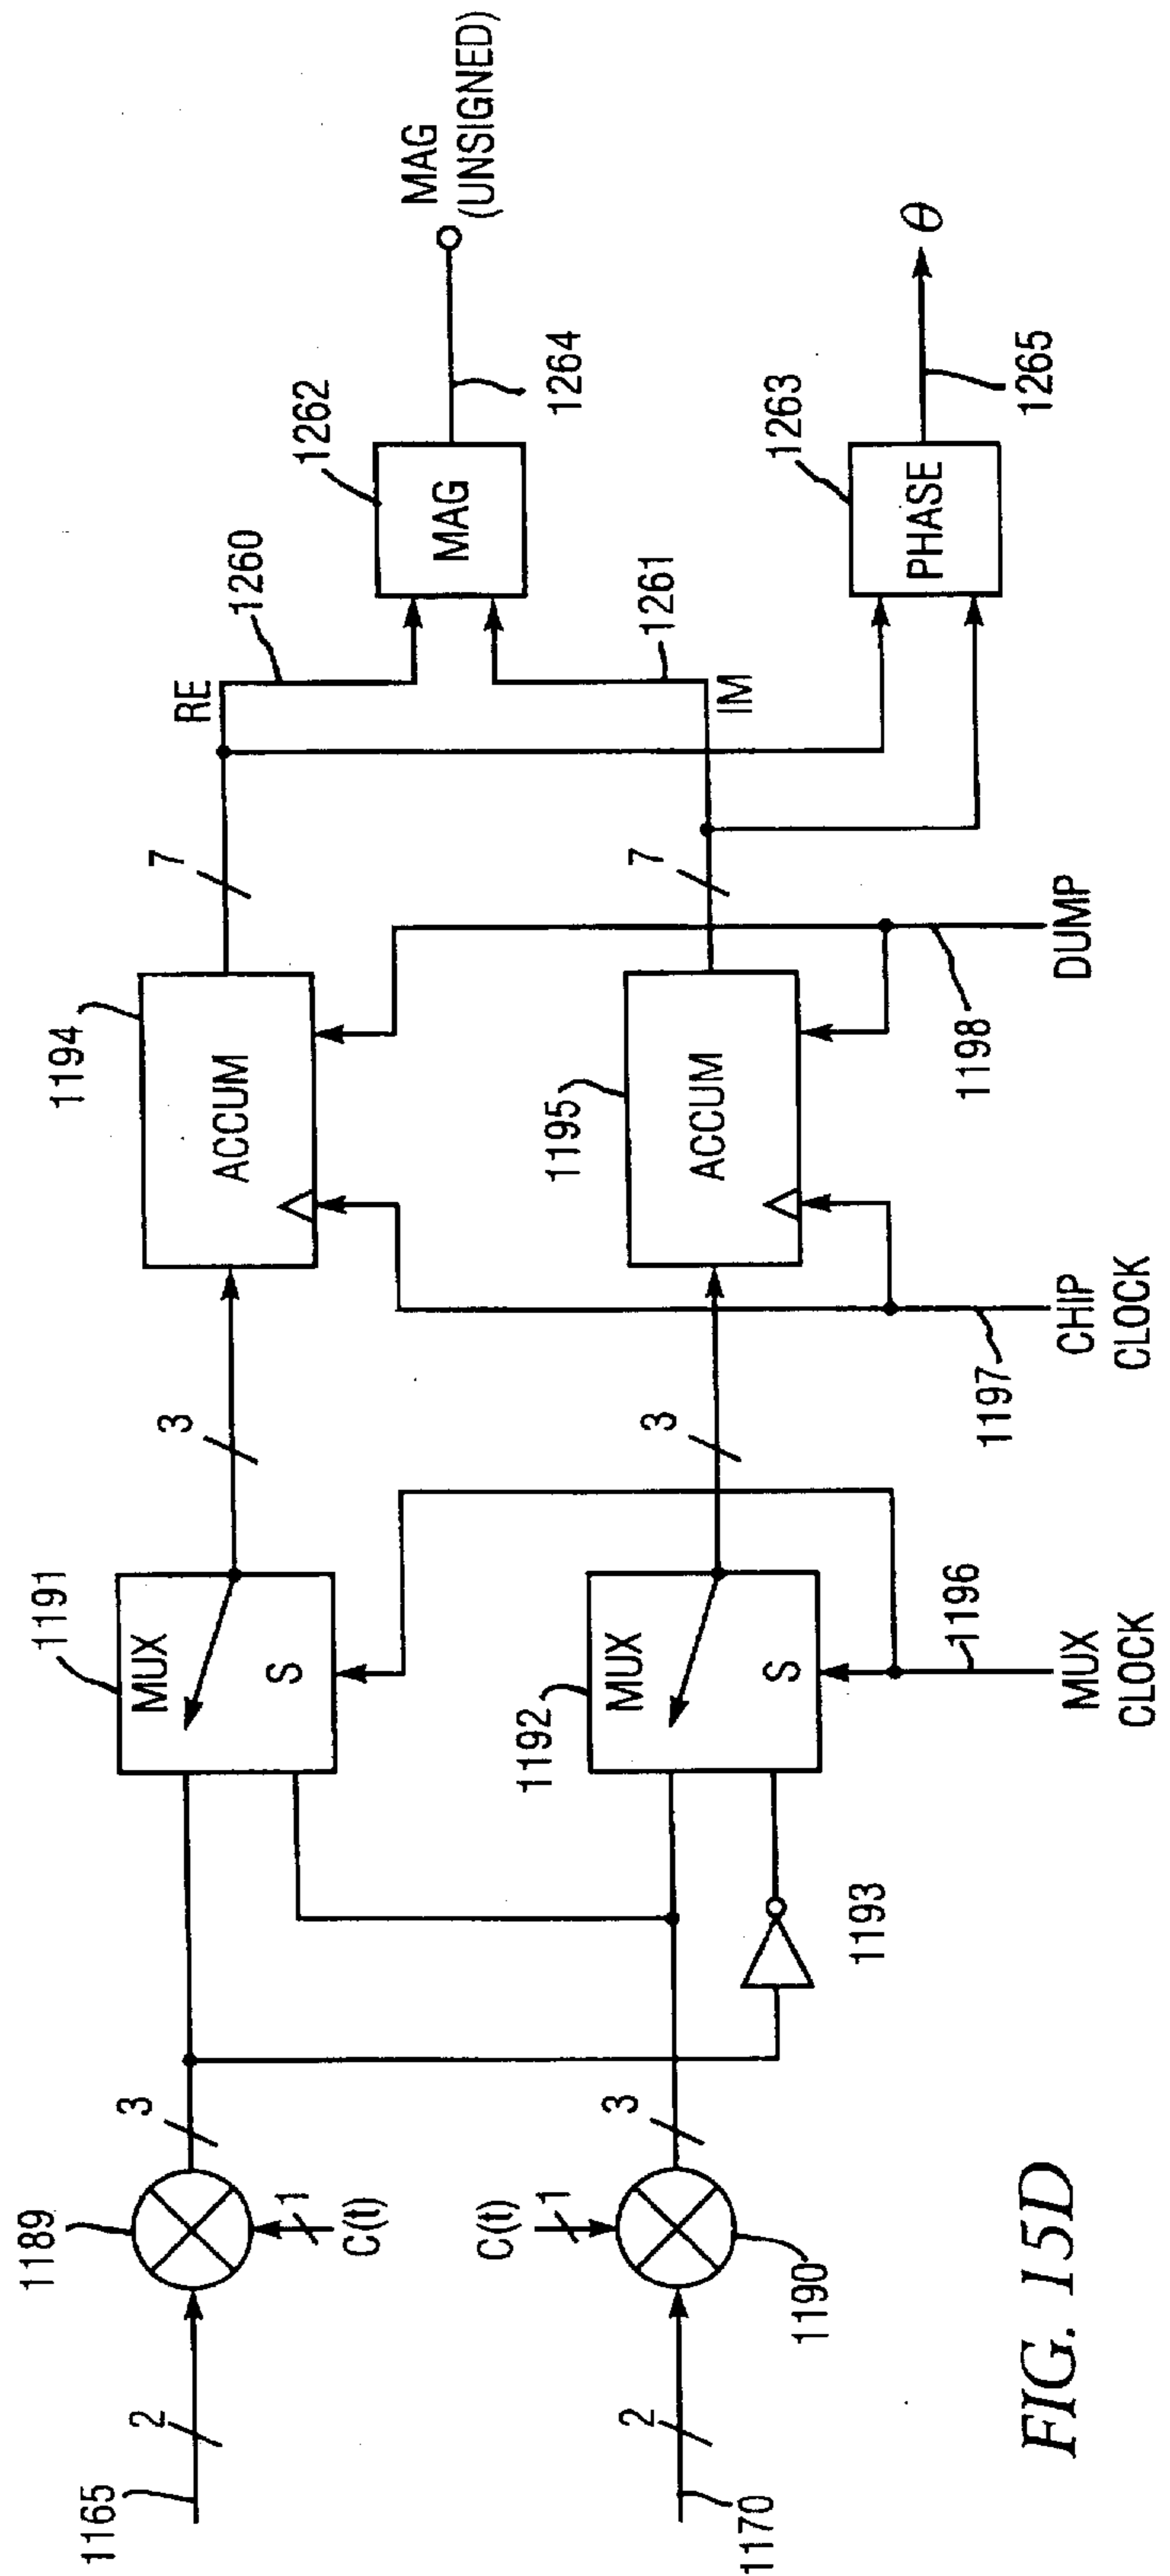 1165
2
1189
1
C(t)
3
1191
MUX
S
3
1194
ACCUM
7
RE
1260
1262
MAG
1264
MAG
(UNSIGNED)
1170
2
C(t)
1
1190
3
1193
1192
MUX
S
3
1195
ACCUM
7
IM
1261
1263
PHASE
1265
θ
1196
MUX
CLOCK
1197
CHIP
CLOCK
1198
DUMP
FIG. 15D